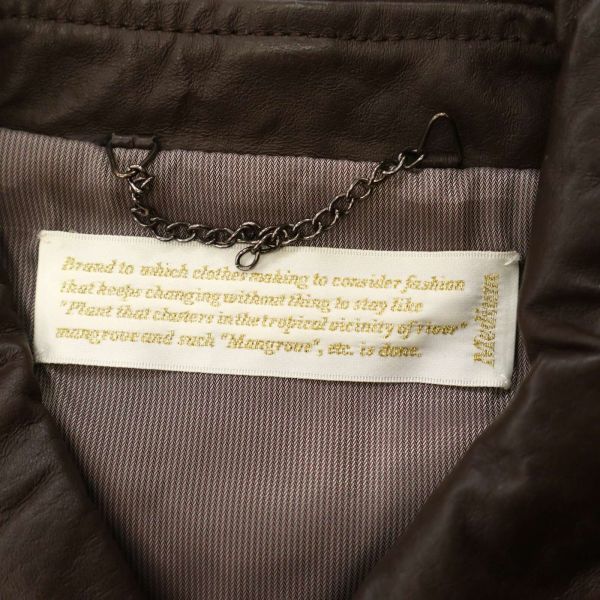 Brand to which clothes making to consider fashion
that keeps changing without thing to stay like
"Plant that clusters in the tropical vicinity of river"
mangrove and such "Mangrove", etc. is done.
Medium